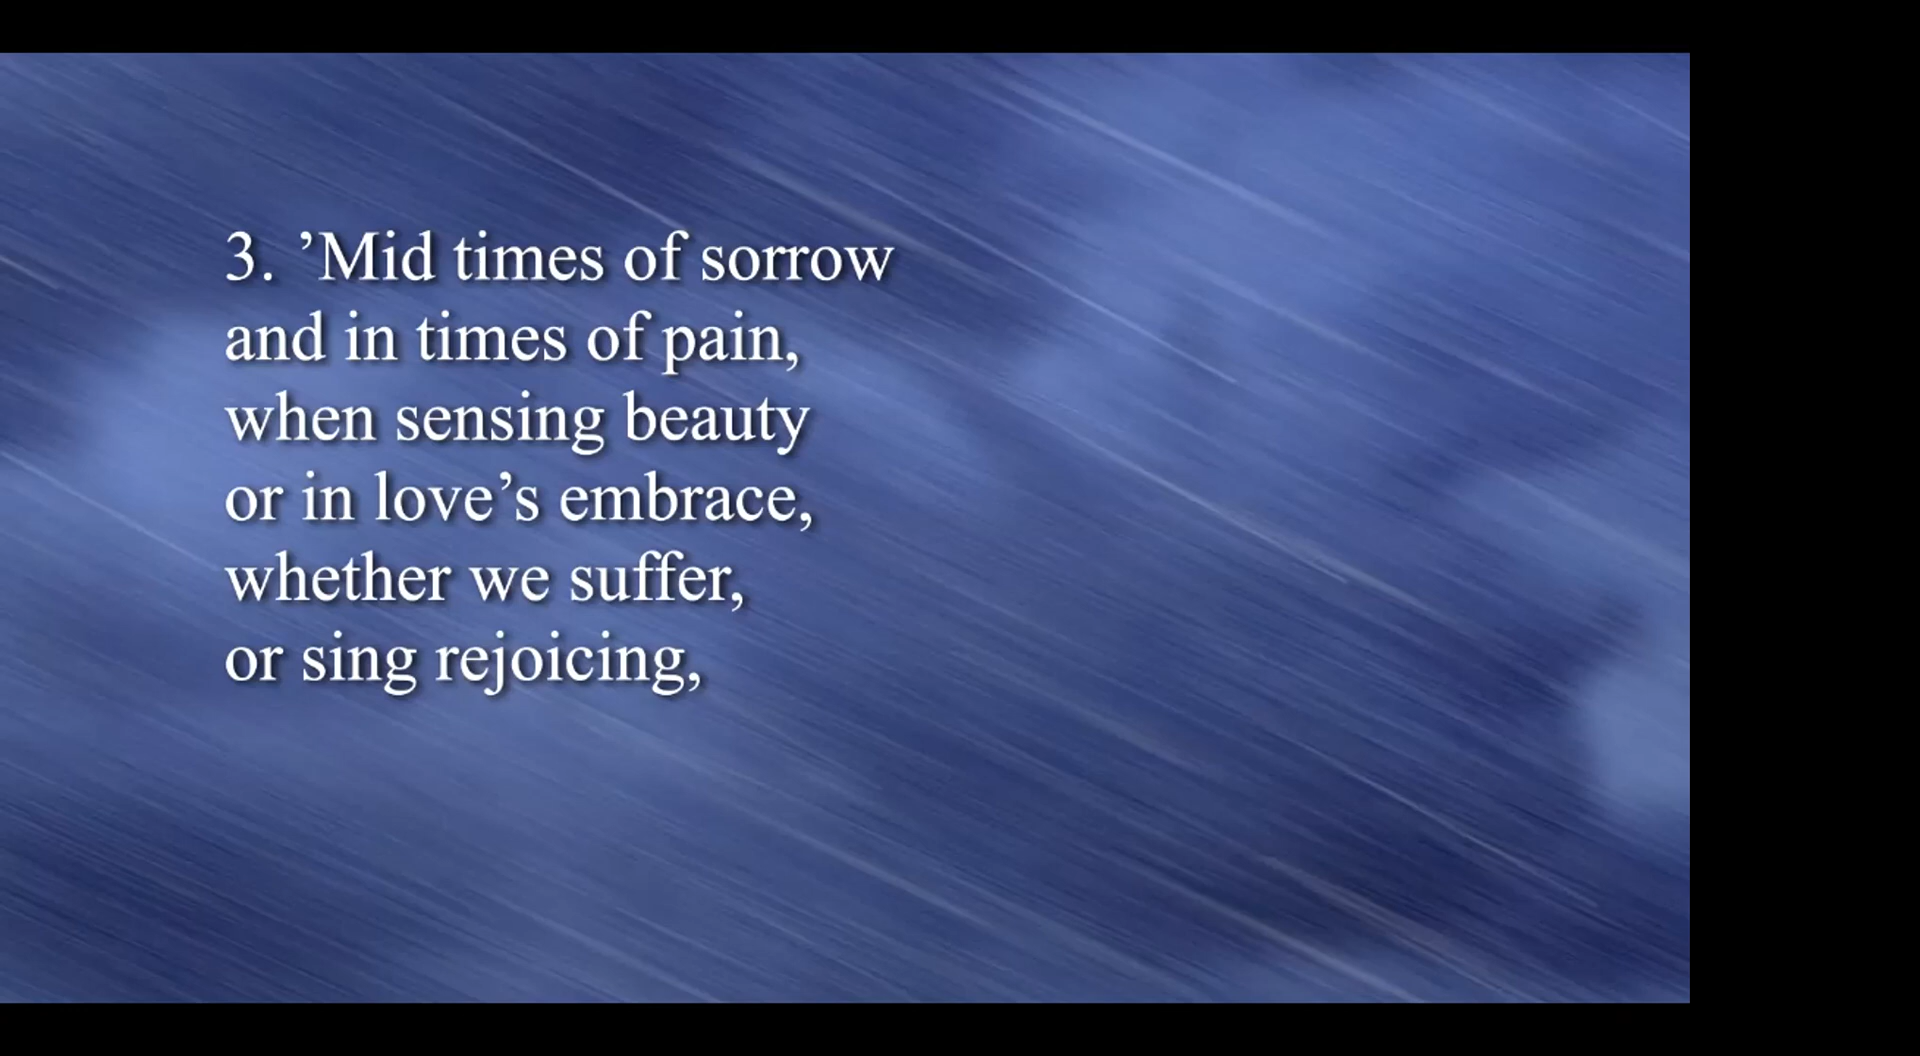 3. ’Mid times of sorrow
and in times of pain,
when sensing beauty
or in love’s embrace,
whether we suffer,
or sing rejoicing,